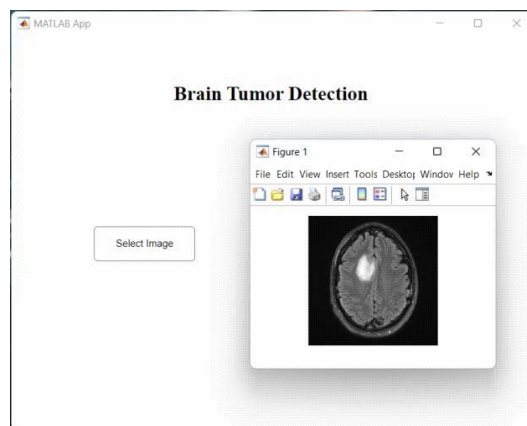 MATLAB App
Brain Tumor Detection
Figure 1
File Edit View Insert Tools Desktop Window Help
Select Image